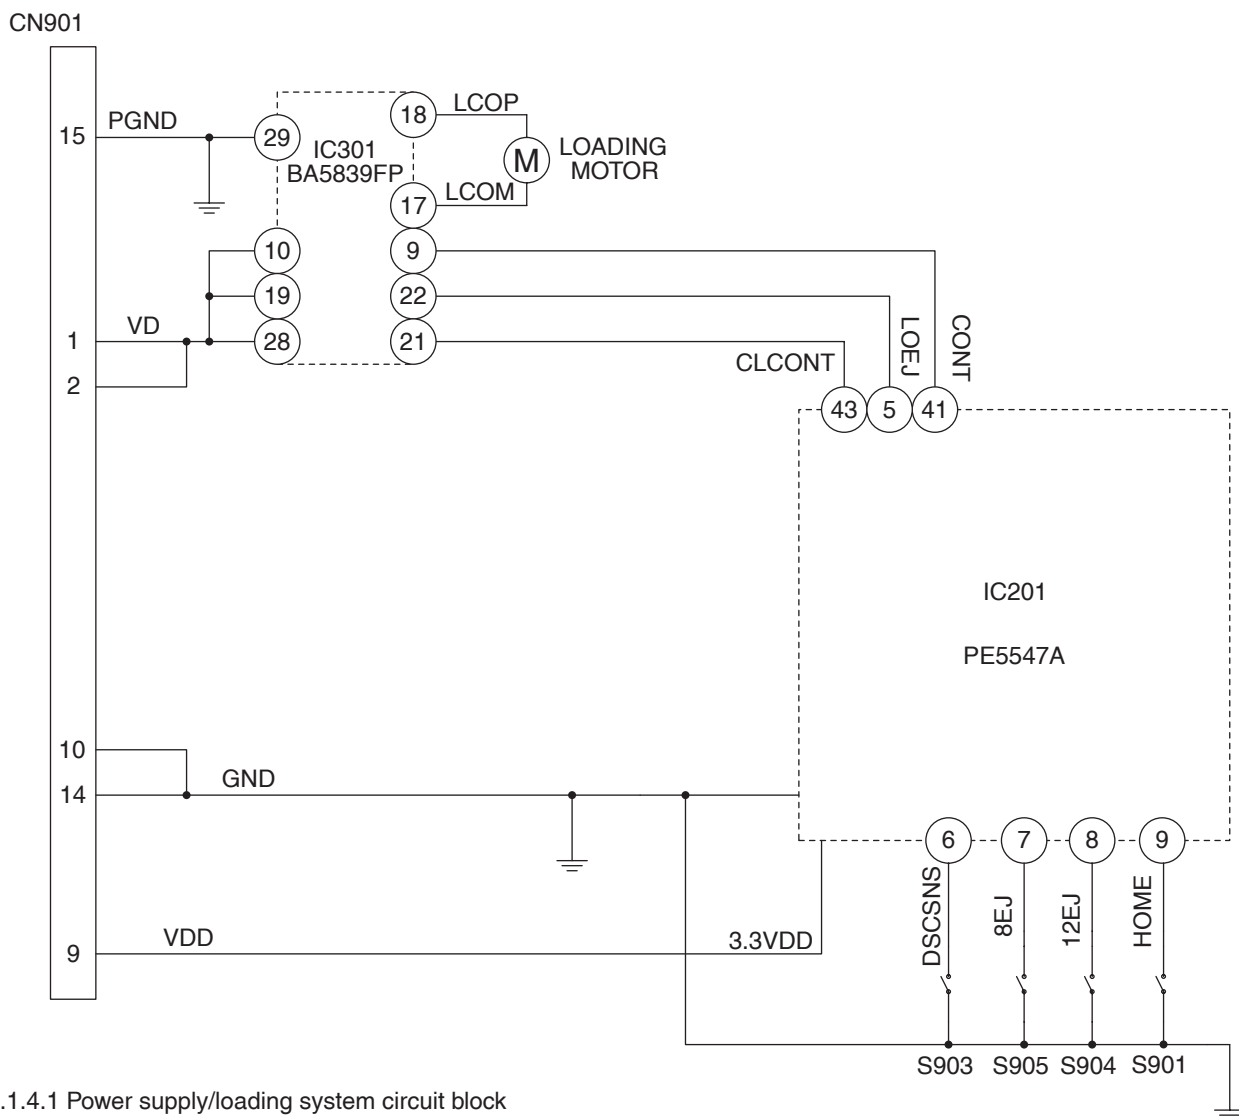 CN901
15 PGND
29
IC301
BA5839FP
18 LCOP
M
LOADING
MOTOR
17 LCOM
10
9
19
22
1 VD
28
21
2
CLCONT
LOEJ
CONT
43
5
41
IC201
PE5547A
10
14 GND
9 VDD
3.3VDD
6
7
8
9
DSCSNS
8EJ
12EJ
HOME
S903
S905
S904
S901
.1.4.1 Power supply/loading system circuit block